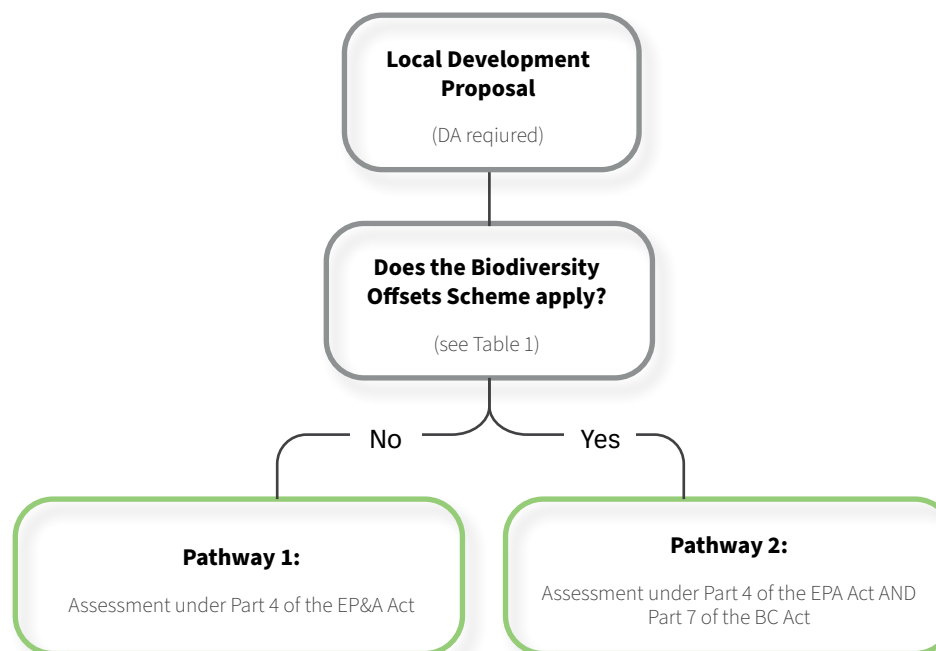 Local Development
Proposal
(DA reqiured)
Does the Biodiversity
Offsets Scheme apply?
(see Table 1)
No
Yes
Pathway 1:
Assessment under Part 4 of the EP&A Act
Pathway 2:
Assessment under Part 4 of the EPA Act AND
Part 7 of the BC Act